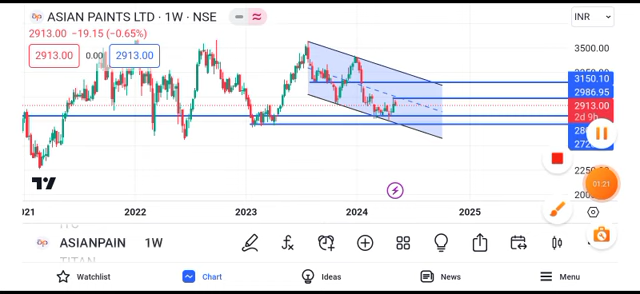 ASIAN PAINTS LTD · 1W · NSE
INR
2913.00 −19.15 (−0.65%)
2913.00 0.00 2913.00
3500.00
3150.10
2986.95
2913.00
2d 9h
01:21
2021 2022 2023 2024 2025
ASIANPAIN 1W
TITAN
Watchlist Chart Ideas News Menu